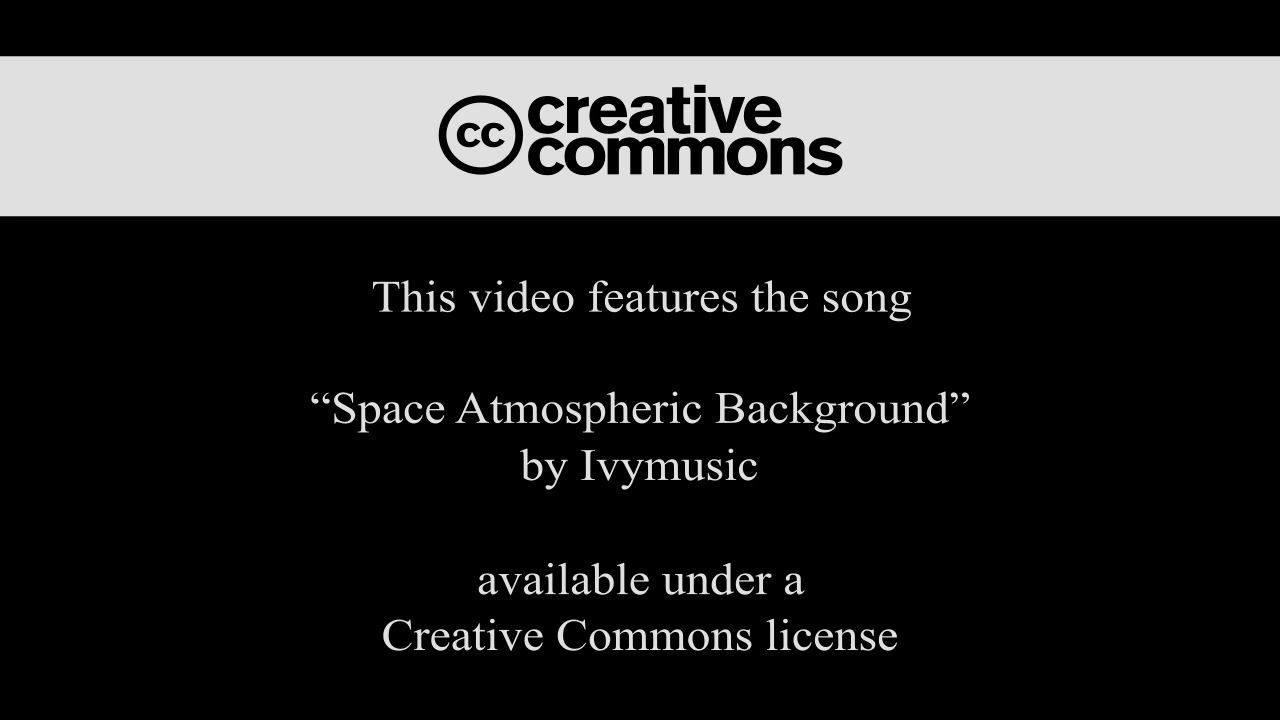 cc creative
commons
This video features the song
“Space Atmospheric Background”
by Ivymusic
available under a
Creative Commons license